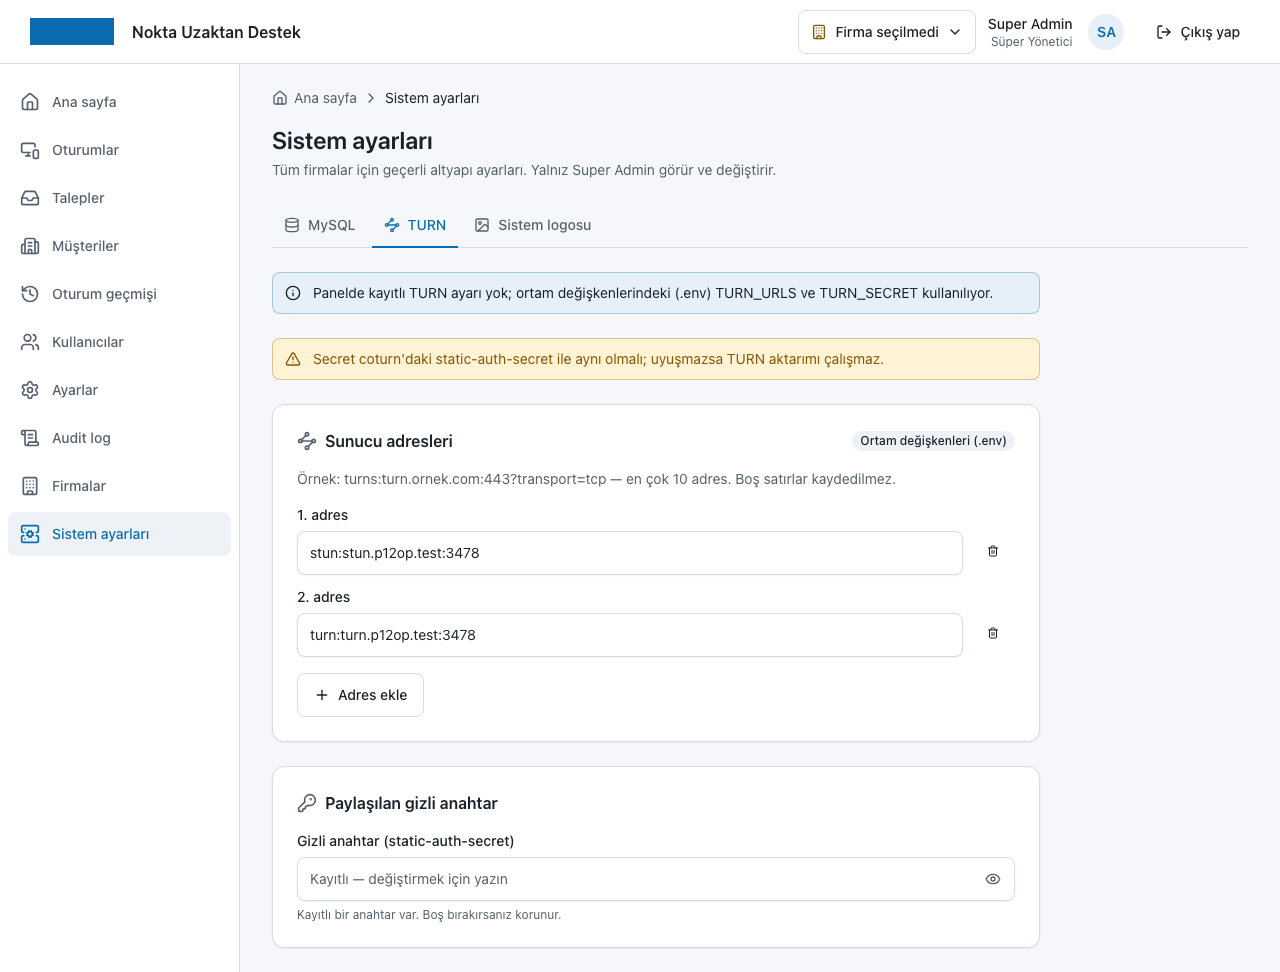 Nokta Uzaktan Destek
Firma seçilmedi
Super Admin
Süper Yönetici
SA
Çıkış yap
Ana sayfa
Oturumlar
Talepler
Müşteriler
Oturum geçmişi
Kullanıcılar
Ayarlar
Audit log
Firmalar
Sistem ayarları
Ana sayfa
Sistem ayarları
Sistem ayarları
Tüm firmalar için geçerli altyapı ayarları. Yalnız Super Admin görür ve değiştirir.
MySQL
TURN
Sistem logosu
Panelde kayıtlı TURN ayarı yok; ortam değişkenlerindeki (.env) TURN_URLS ve TURN_SECRET kullanılıyor.
Secret coturn'daki static-auth-secret ile aynı olmalı; uyuşmazsa TURN aktarımı çalışmaz.
Sunucu adresleri
Ortam değişkenleri (.env)
Örnek: turns:turn.ornek.com:443?transport=tcp — en çok 10 adres. Boş satırlar kaydedilmez.
1. adres
stun:stun.p12op.test:3478
2. adres
turn:turn.p12op.test:3478
Adres ekle
Paylaşılan gizli anahtar
Gizli anahtar (static-auth-secret)
Kayıtlı — değiştirmek için yazın
Kayıtlı bir anahtar var. Boş bırakırsanız korunur.